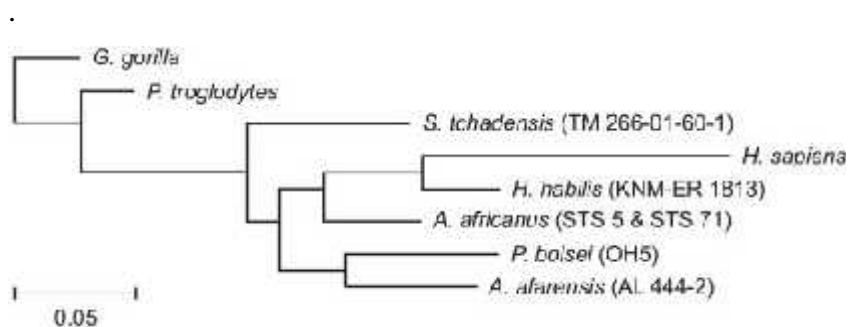 .
G. gorilla
P. troglodytes
S. tchadensis (TM 266-01-60-1)
H. sapiens
H. habilis (KNM-ER 1813)
A. africanus (STS 5 & STS 71)
P. boisei (OH5)
A. afarensis (AL 444-2)
0.05